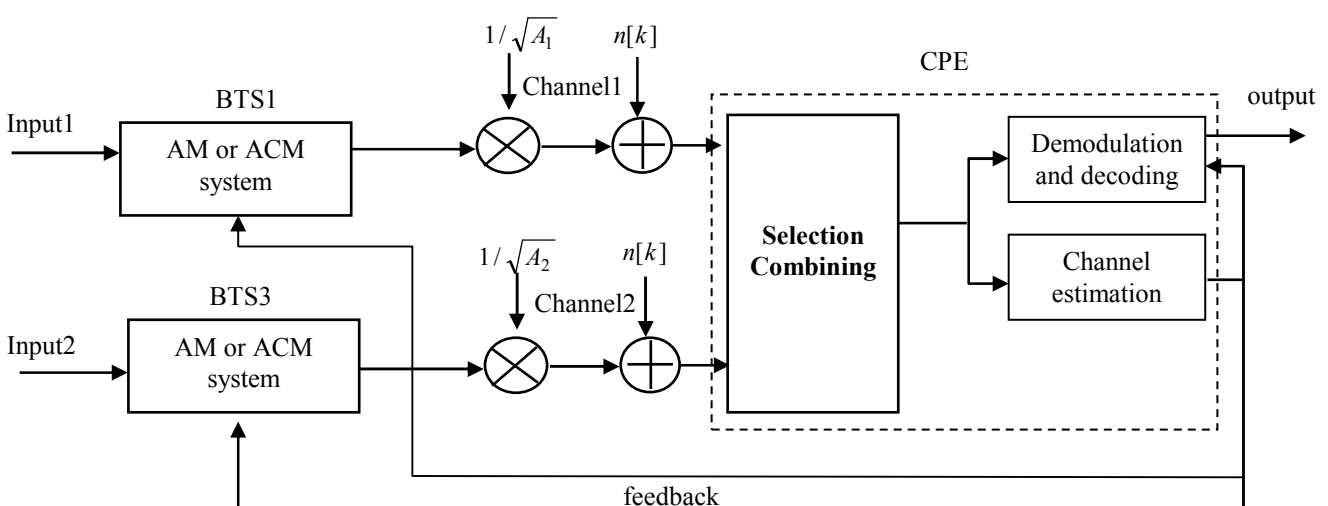 1/√A₁
n[k]
Channel1
CPE
BTS1
output
Input1
AM or ACM
system
Demodulation
and decoding
Selection
Combining
1/√A₂
n[k]
Channel2
Channel
estimation
BTS3
Input2
AM or ACM
system
feedback